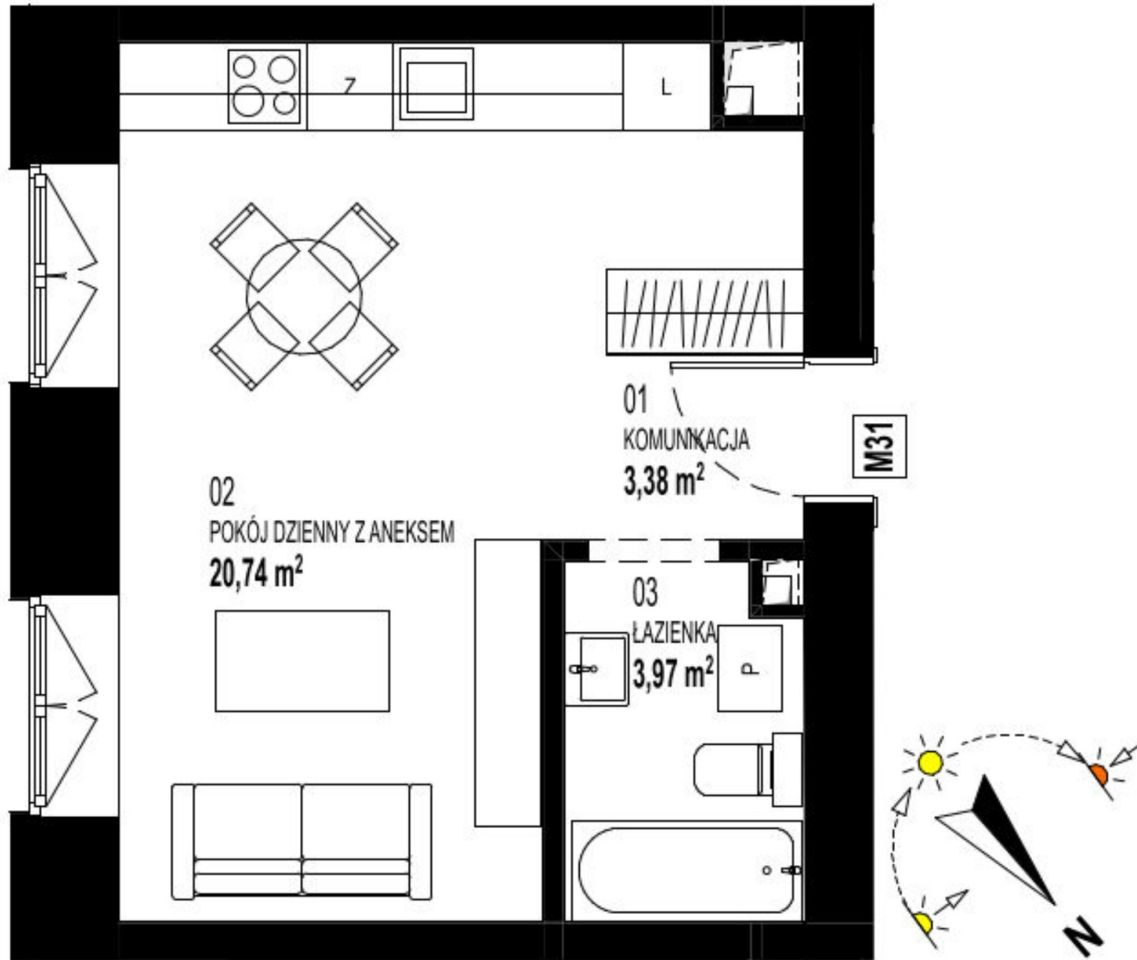 Z
L
01
KOMUNIKACJA
3,38 m²
M31
02
POKÓJ DZIENNY Z ANEKSEM
20,74 m²
03
ŁAZIENKA
3,97 m²
P
N